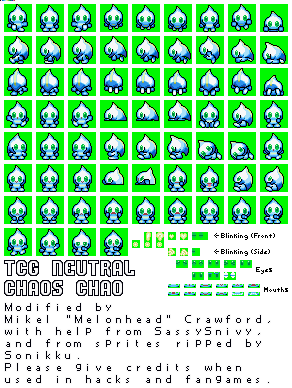 ←Blinking (Front)
←Blinking (Side)
Eyes
Mouths
TCG NEUTRAL
CHAOS CHAO
Modified by
Mikel "Melonhead" Crawford,
with help from SassySnivy,
and from sprites ripped by
Sonikku.
Please give credits when
used in hacks and fangames.